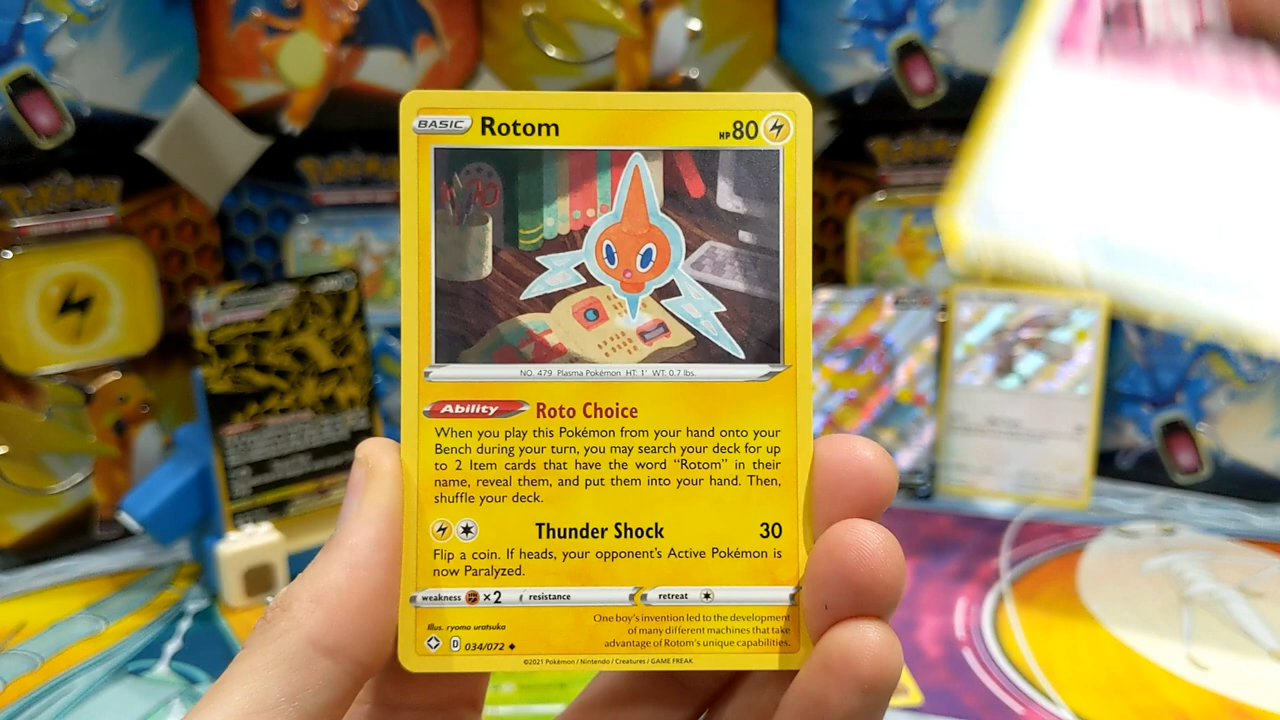 BASIC Rotom HP80
NO. 479 Plasma Pokémon HT: 1' WT: 0.7 lbs.
Ability Roto Choice
When you play this Pokémon from your hand onto your
Bench during your turn, you may search your deck for up
to 2 Item cards that have the word “Rotom” in their
name, reveal them, and put them into your hand. Then,
shuffle your deck.
Thunder Shock 30
Flip a coin. If heads, your opponent's Active Pokémon is
now Paralyzed.
weakness ×2 resistance retreat
Illus. ryoma uratsuka
One boy's invention led to the development
of many different machines that take
advantage of Rotom's unique capabilities.
D 034/072
©2021 Pokémon / Nintendo / Creatures / GAME FREAK
POKéMON
POKéMON